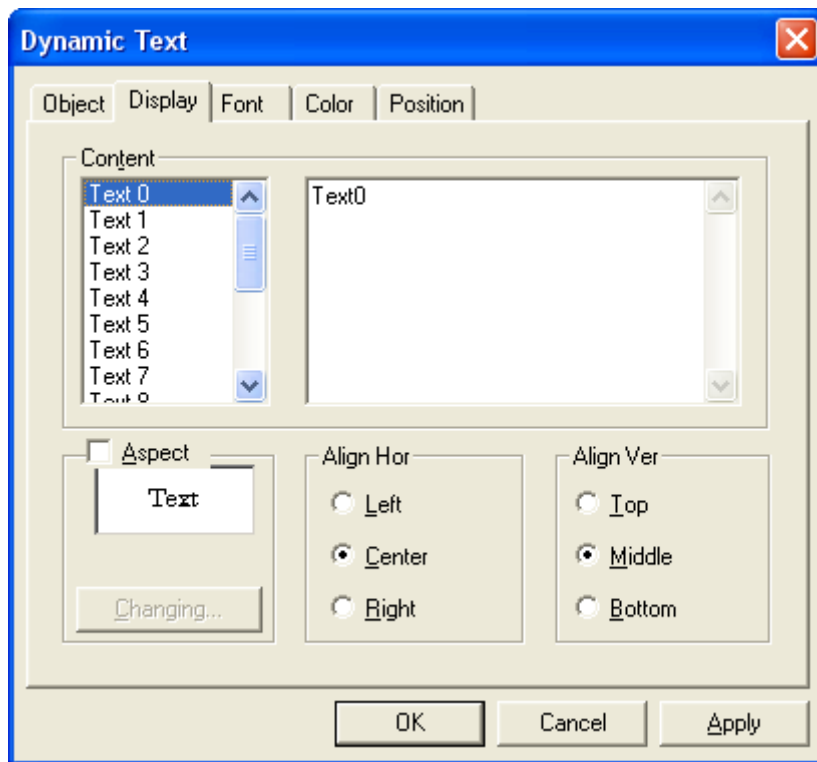 Dynamic Text
Object Display Font Color Position
Content
Text 0
Text 1
Text 2
Text 3
Text 4
Text 5
Text 6
Text 7
Text0
Aspect
Text
Changing...
Align Hor
Left
Center
Right
Align Ver
Top
Middle
Bottom
OK Cancel Apply